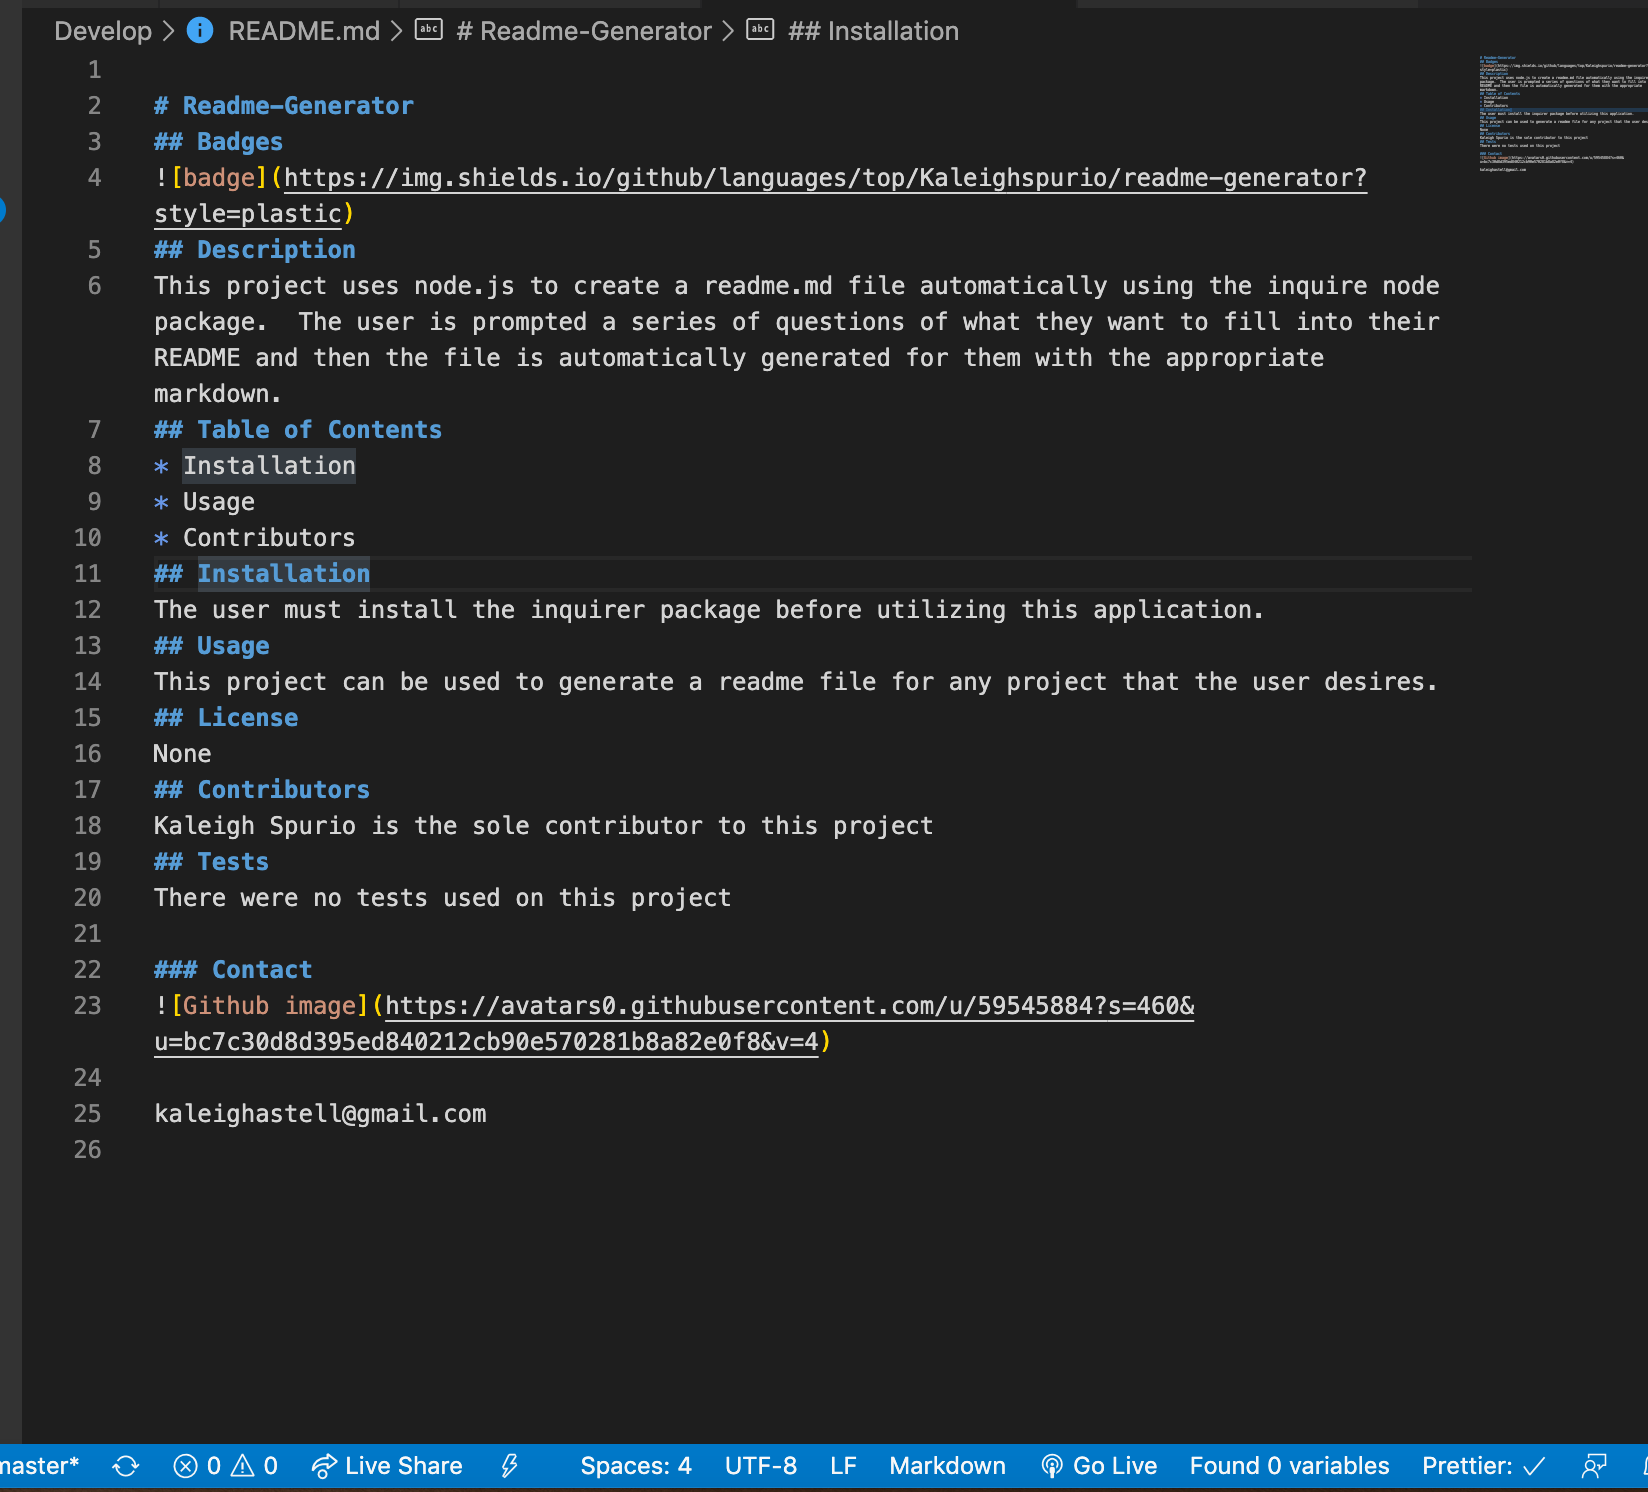 Develop > README.md > # Readme-Generator > ## Installation
1
2 # Readme-Generator
3 ## Badges
4 ![badge](https://img.shields.io/github/languages/top/Kaleighspurio/readme-generator?
style=plastic)
5 ## Description
6 This project uses node.js to create a readme.md file automatically using the inquire node
package.  The user is prompted a series of questions of what they want to fill into their
README and then the file is automatically generated for them with the appropriate
markdown.
7 ## Table of Contents
8 * Installation
9 * Usage
10 * Contributors
11 ## Installation
12 The user must install the inquirer package before utilizing this application.
13 ## Usage
14 This project can be used to generate a readme file for any project that the user desires.
15 ## License
16 None
17 ## Contributors
18 Kaleigh Spurio is the sole contributor to this project
19 ## Tests
20 There were no tests used on this project
21
22 ### Contact
23 ![Github image](https://avatars0.githubusercontent.com/u/59545884?s=460&
u=bc7c30d8d395ed840212cb90e570281b8a82e0f8&v=4)
24
25 kaleighastell@gmail.com
26
master* 0 0 Live Share Spaces: 4 UTF-8 LF Markdown Go Live Found 0 variables Prettier: ✓